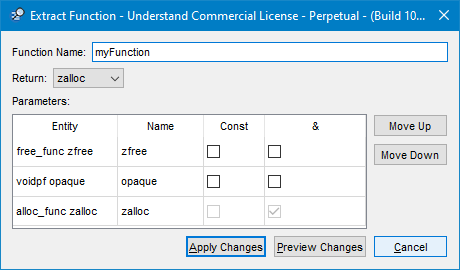 Extract Function - Understand Commercial License - Perpetual - (Build 10...
Function Name: myFunction
Return: zalloc
Parameters:
Entity Name Const &
free_func zfree zfree
voidpf opaque opaque
alloc_func zalloc zalloc
Move Up
Move Down
Apply Changes Preview Changes Cancel